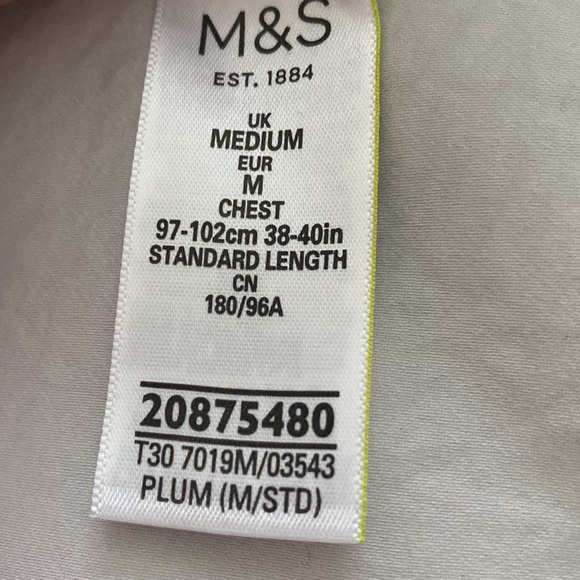 M&S
EST. 1884
UK
MEDIUM
EUR
M
CHEST
97-102cm 38-40in
STANDARD LENGTH
CN
180/96A
20875480
T30 7019M/03543
PLUM (M/STD)